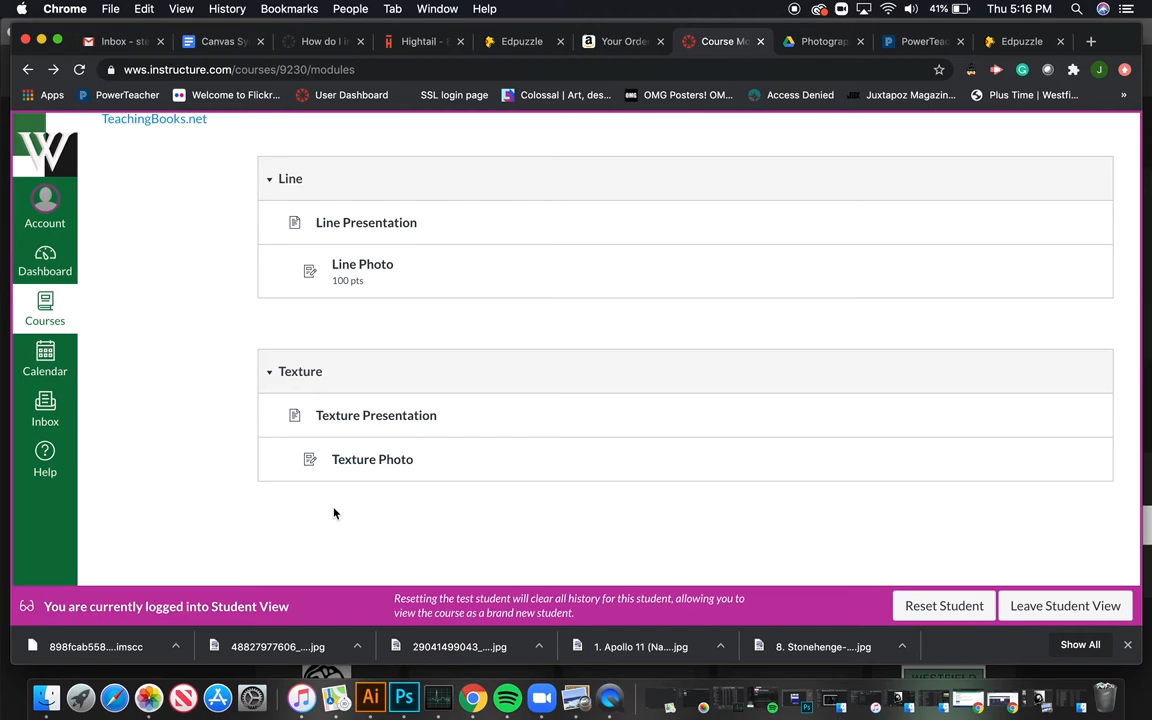 Chrome File Edit View History Bookmarks People Tab Window Help 41% Thu 5:16 PM
Inbox - ste Canvas Sy How do I i Hightail - Edpuzzle Your Orde Course Mo Photograp PowerTeac Edpuzzle
wws.instructure.com/courses/9230/modules
Apps PowerTeacher Welcome to Flickr... User Dashboard SSL login page Colossal | Art, des... OMG Posters! OM... Access Denied Juxtapoz Magazin... Plus Time | Westfi... »
TeachingBooks.net
W
Line
Line Presentation
Line Photo
100 pts
Texture
Texture Presentation
Texture Photo
Account
Dashboard
Courses
Calendar
Inbox
Help
You are currently logged into Student View
Resetting the test student will clear all history for this student, allowing you to
view the course as a brand new student.
Reset Student Leave Student View
898fcab558....imscc 48827977606_...jpg 29041499043_...jpg 1. Apollo 11 (Na....jpg 8. Stonehenge-....jpg Show All
Ai Ps